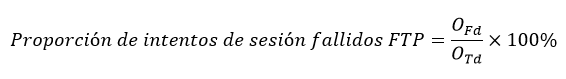 Proporción de intentos de sesión fallidos FTP = O_Fd / O_Td × 100%